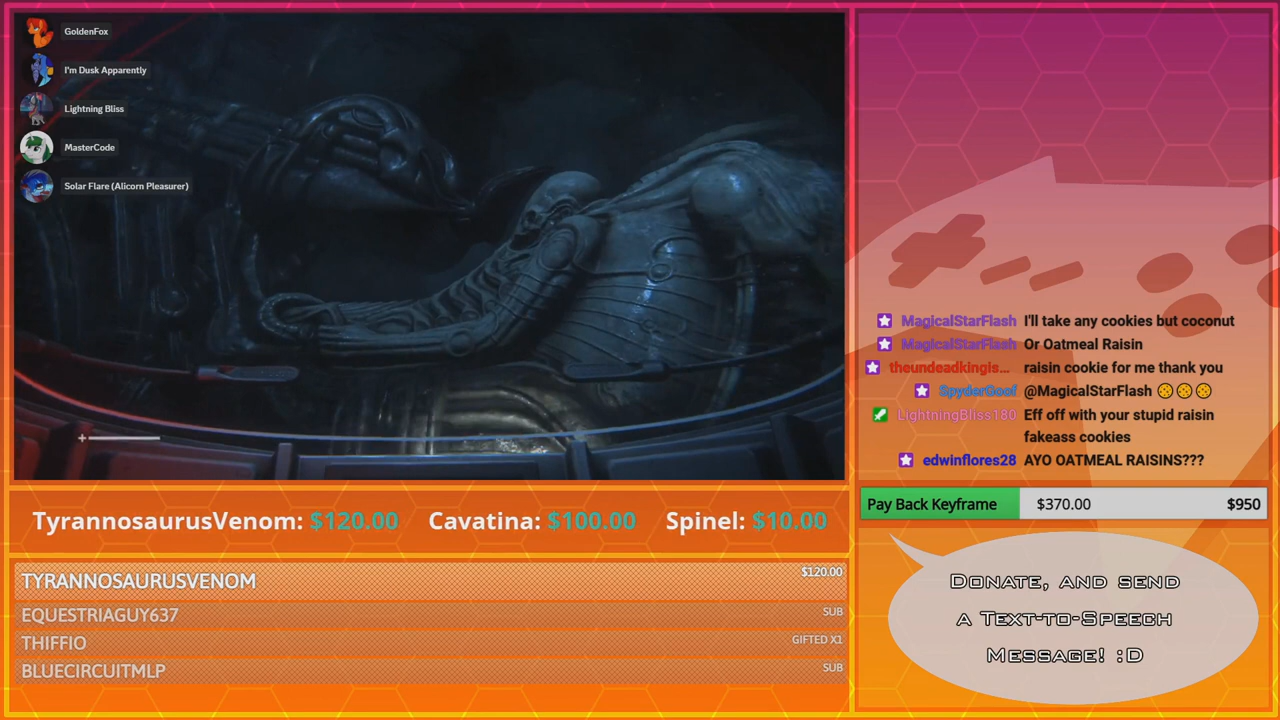 GoldenFox
I'm Dusk Apparently
Lightning Bliss
MasterCode
Solar Flare (Alicorn Pleasurer)
MagicalStarFlash I'll take any cookies but coconut
MagicalStarFlash Or Oatmeal Raisin
theundeadkingis... raisin cookie for me thank you
SpyderGoof @MagicalStarFlash
LightningBliss180 Eff off with your stupid raisin
fakeass cookies
edwinflores28 AYO OATMEAL RAISINS???
Pay Back Keyframe $370.00 $950
TyrannosaurusVenom: $120.00 Cavatina: $100.00 Spinel: $10.00
TYRANNOSAURUSVENOM $120.00
EQUESTRIAGUY637 SUB
THIFFIO GIFTED X1
BLUECIRCUITMLP SUB
Donate, and send
a Text-to-Speech
Message! :D